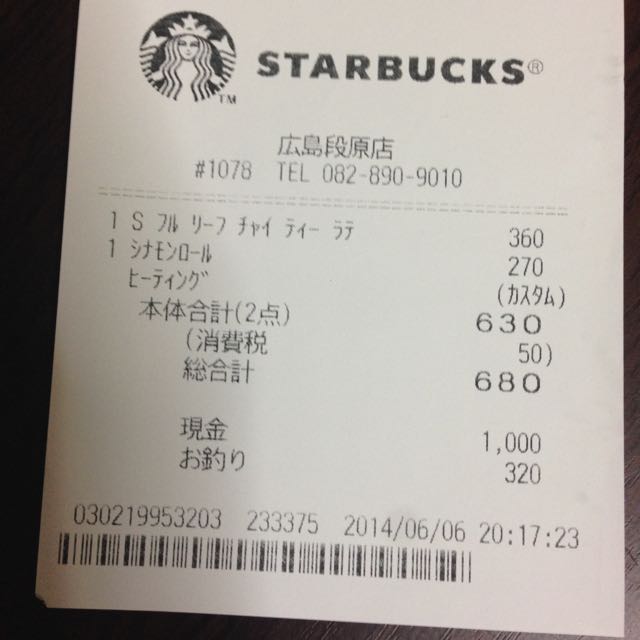 STARBUCKS®
TM
広島段原店
#1078 TEL 082-890-9010
1 S フル リーフ チャイ ティー ラテ 360
1 シナモンロール 270
ヒーティング (カスタム)
本体合計(2点) 630
(消費税 50)
総合計 680
現金 1,000
お釣り 320
030219953203 233375 2014/06/06 20:17:23